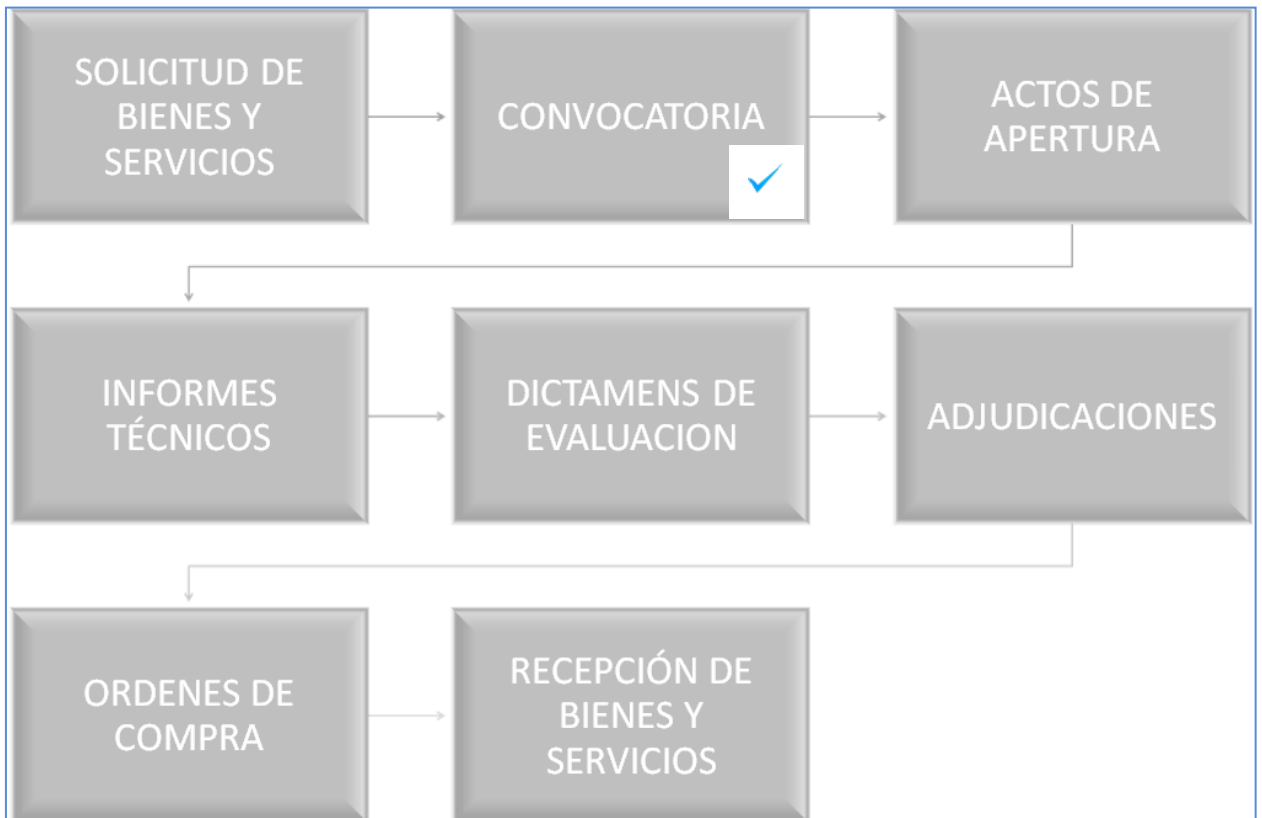 SOLICITUD DE
BIENES Y
SERVICIOS
CONVOCATORIA
ACTOS DE
APERTURA
INFORMES
TÉCNICOS
DICTAMENS DE
EVALUACION
ADJUDICACIONES
ORDENES DE
COMPRA
RECEPCIÓN DE
BIENES Y
SERVICIOS